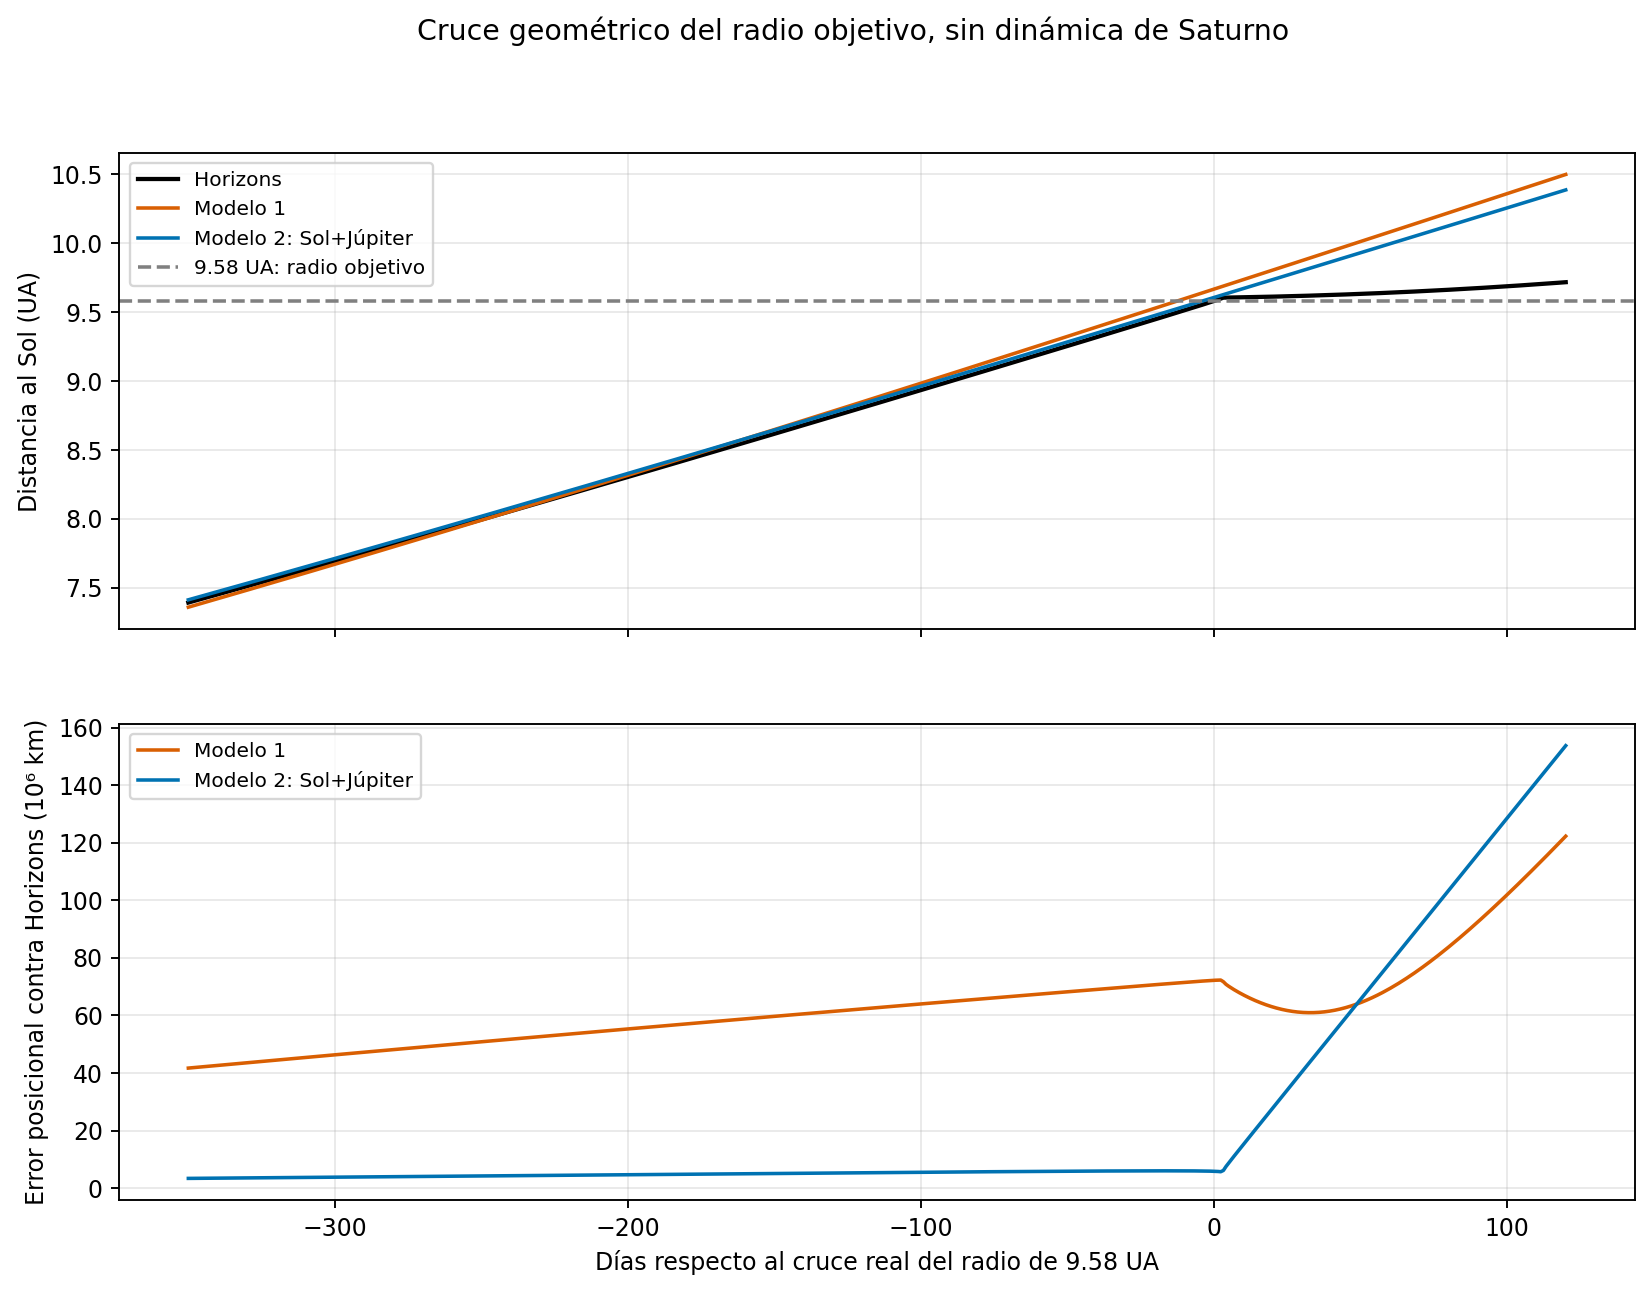 Cruce geométrico del radio objetivo, sin dinámica de Saturno
Distancia al Sol (UA)
10.5
10.0
9.5
9.0
8.5
8.0
7.5
Horizons
Modelo 1
Modelo 2: Sol+Júpiter
9.58 UA: radio objetivo
Error posicional contra Horizons (10⁶ km)
160
140
120
100
80
60
40
20
0
Modelo 1
Modelo 2: Sol+Júpiter
−300 −200 −100 0 100
Días respecto al cruce real del radio de 9.58 UA